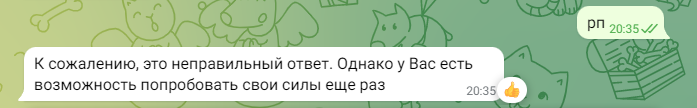 рп
20:35
К сожалению, это неправильный ответ. Однако у Вас есть
возможность попробовать свои силы еще раз
20:35